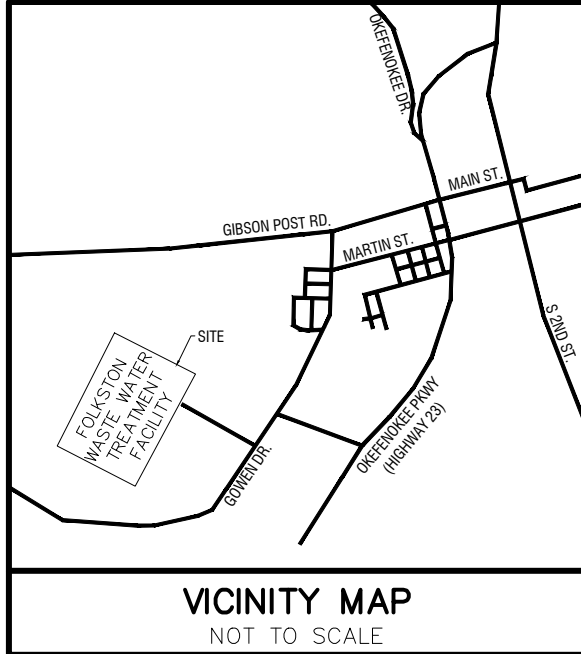 OKEFENOKEE DR.
MAIN ST.
GIBSON POST RD.
MARTIN ST.
S 2ND ST.
SITE
FOLKSTON
WASTE WATER
TREATMENT
FACILITY
GOWEN DR.
OKEFENOKEE PKWY
(HIGHWAY 23)
VICINITY MAP
NOT TO SCALE